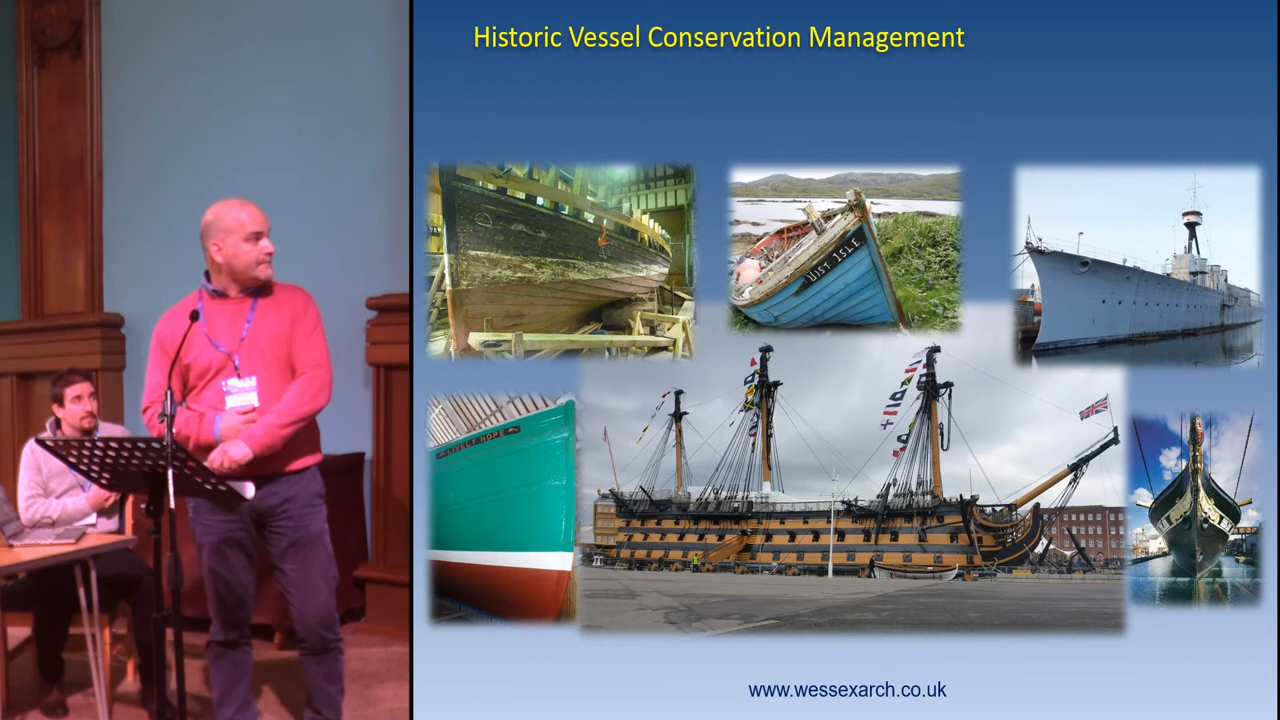 Historic Vessel Conservation Management
UIST ISLE
LIVELY HOPE
www.wessexarch.co.uk